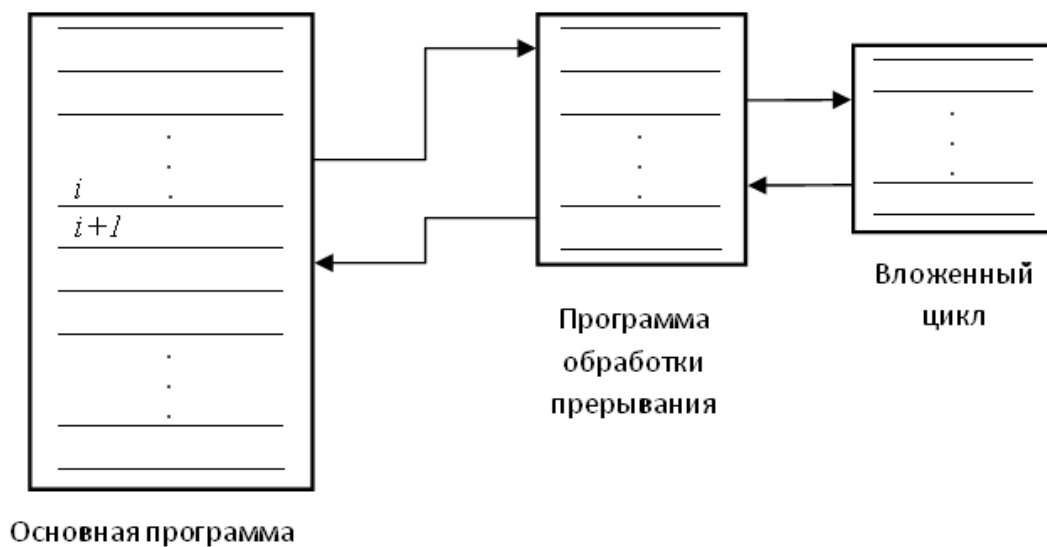 i
i+1
Основная программа
Программа
обработки
прерывания
Вложенный
цикл